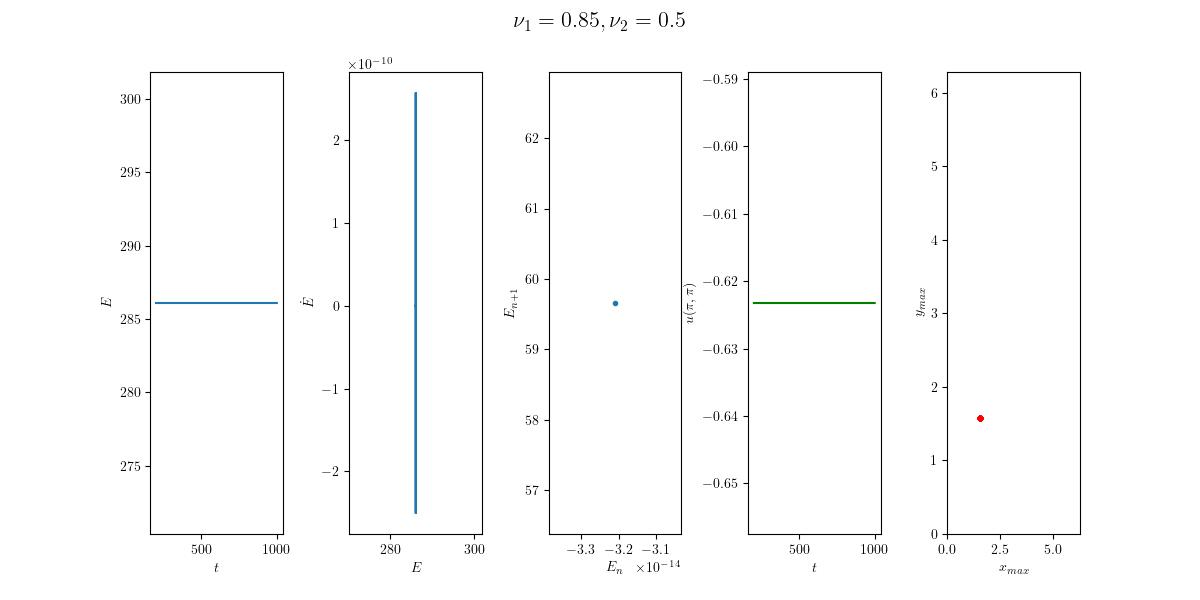 ν₁ = 0.85, ν₂ = 0.5
300
295
290
285
280
275
E
500 1000
t
×10⁻¹⁰
2
1
0
−1
−2
Ė
280 300
E
62
61
60
59
58
57
Eₙ₊₁
−3.3 −3.2 −3.1
Eₙ ×10⁻¹⁴
−0.59
−0.60
−0.61
−0.62
−0.63
−0.64
−0.65
u(π, π)
500 1000
t
6
5
4
3
2
1
0
y_max
0.0 2.5 5.0
x_max